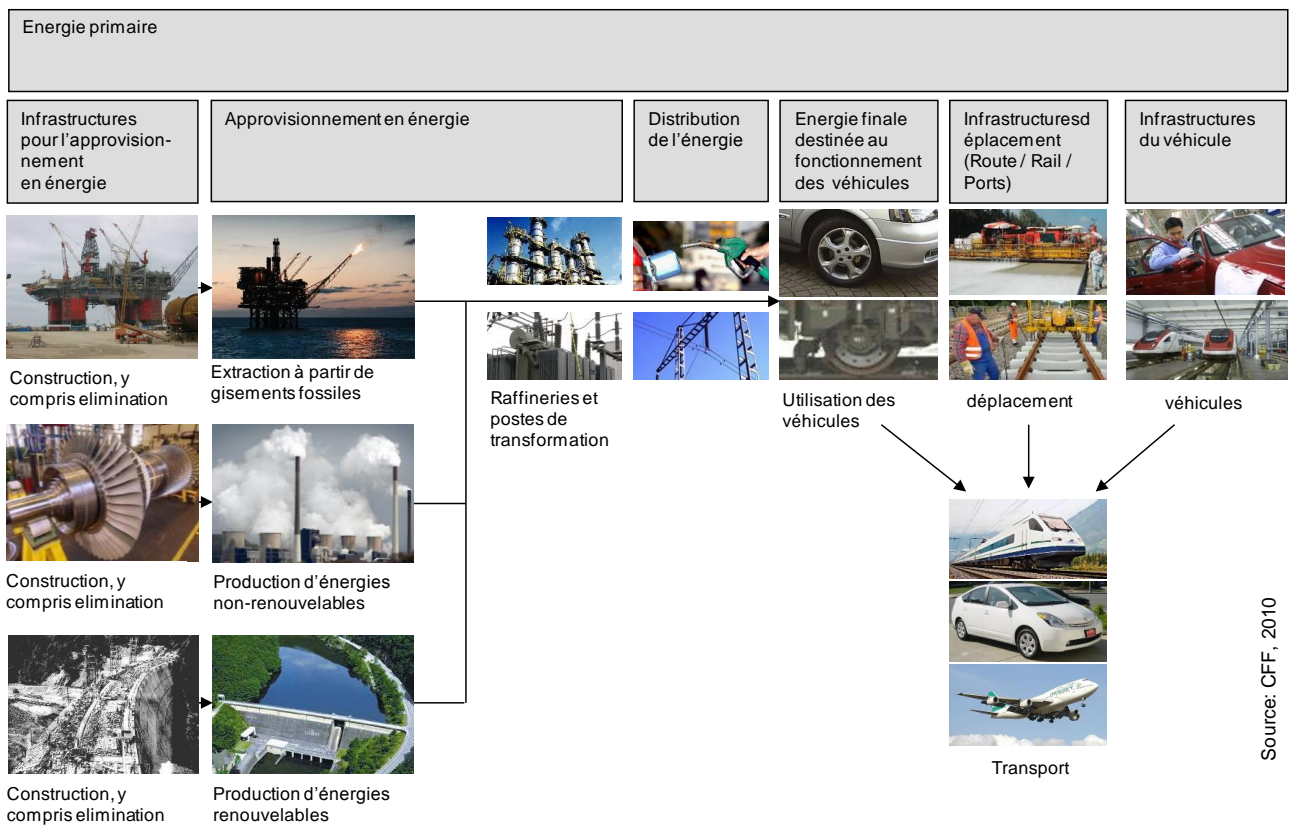 Energie primaire
Infrastructures
pour l'approvision-
nement
en énergie
Approvisionnement en énergie
Distribution
de l'énergie
Energie finale
destinée au
fonctionnement
des véhicules
Infrastructuresd
éplacement
(Route / Rail /
Ports)
Infrastructures
du véhicule
Construction, y
compris elimination
Extraction à partir de
gisements fossiles
Raffineries et
postes de
transformation
Utilisation des
véhicules
déplacement
véhicules
Construction, y
compris elimination
Production d'énergies
non-renouvelables
Construction, y
compris elimination
Production d'énergies
renouvelables
Transport
Source: CFF, 2010